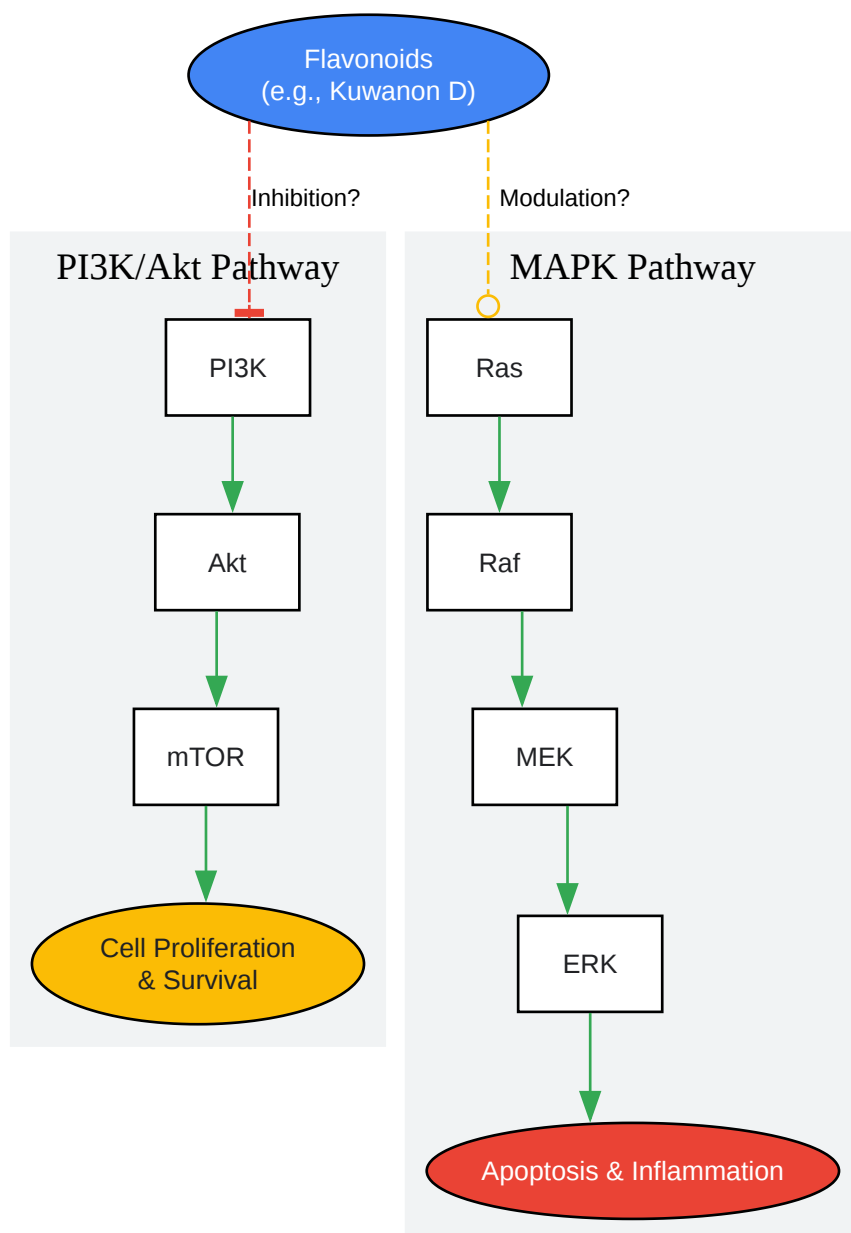 Flavonoids
(e.g., Kuwanon D)
Inhibition?
Modulation?
PI3K/Akt Pathway
PI3K
Akt
mTOR
Cell Proliferation
& Survival
MAPK Pathway
Ras
Raf
MEK
ERK
Apoptosis & Inflammation